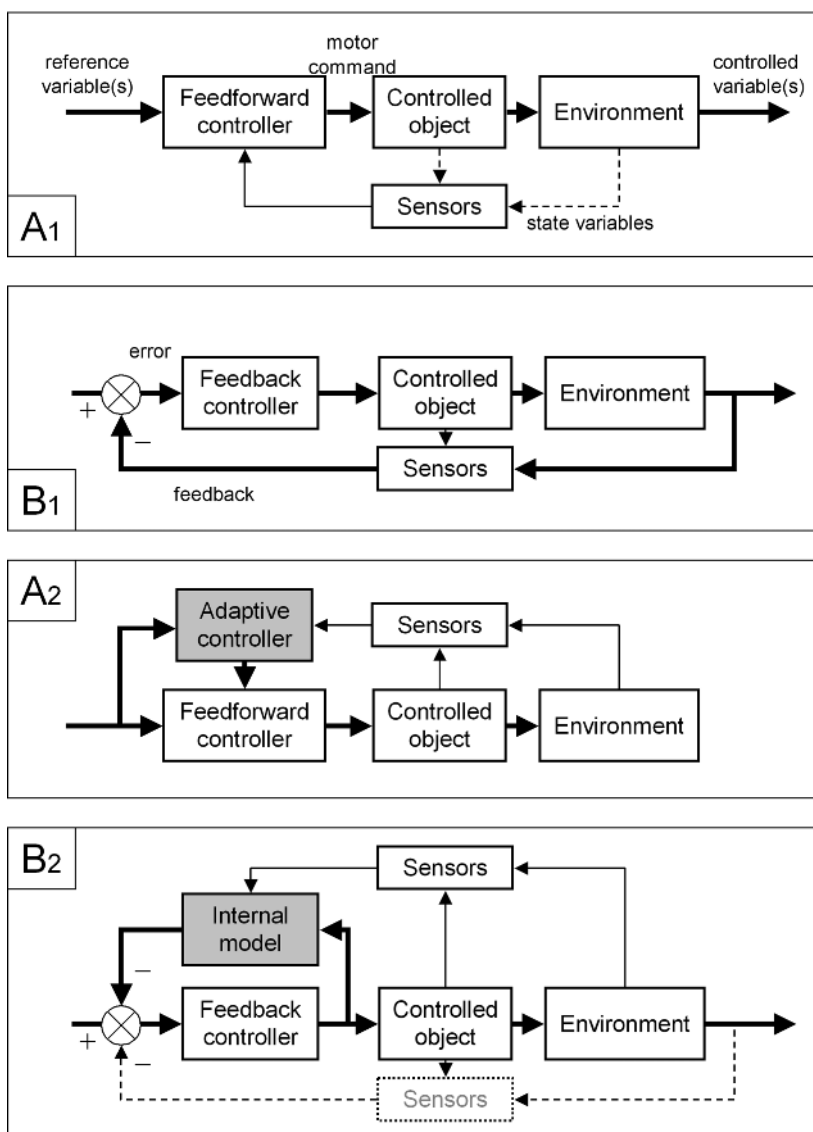 reference
variable(s)
motor
command
controlled
variable(s)
Feedforward
controller
Controlled
object
Environment
Sensors
state variables
A1
error
Feedback
controller
Controlled
object
Environment
+
−
Sensors
feedback
B1
A2
Adaptive
controller
Sensors
Feedforward
controller
Controlled
object
Environment
B2
Sensors
Internal
model
−
+
Feedback
controller
Controlled
object
Environment
−
Sensors